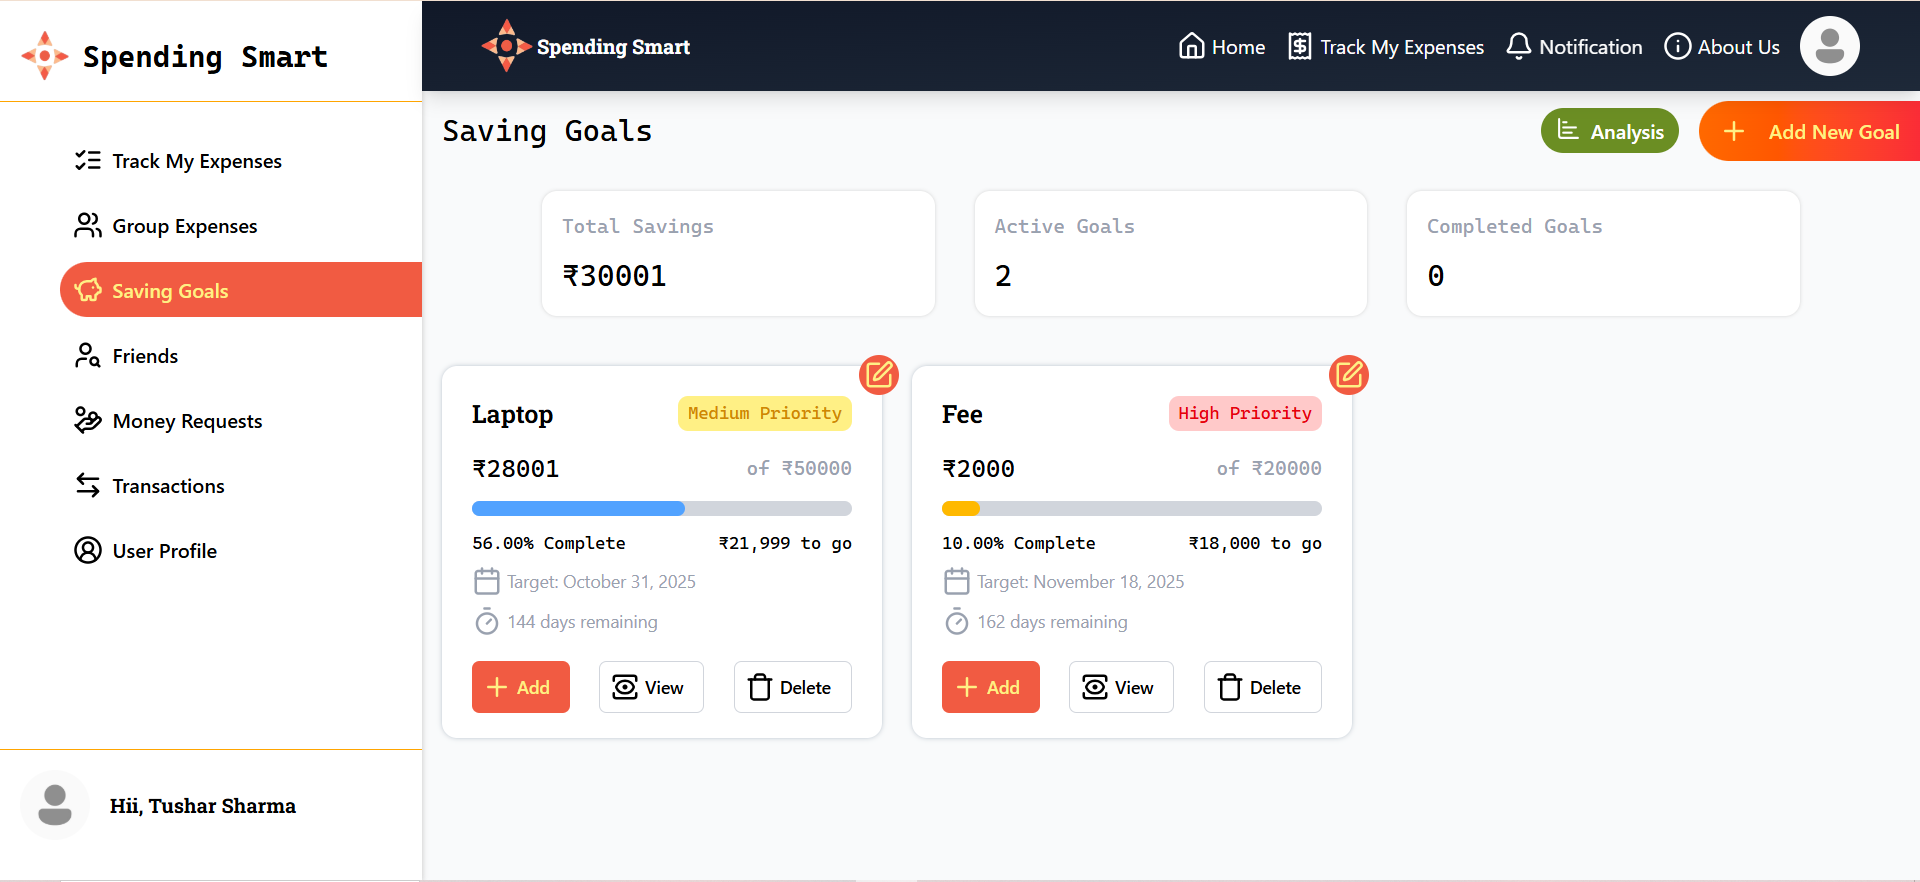 Spending Smart
Track My Expenses
Group Expenses
Saving Goals
Friends
Money Requests
Transactions
User Profile
Hii, Tushar Sharma
Spending Smart
Home
Track My Expenses
Notification
About Us
Saving Goals
Analysis
Add New Goal
Total Savings
₹30001
Active Goals
2
Completed Goals
0
Laptop
Medium Priority
₹28001
of ₹50000
56.00% Complete
₹21,999 to go
Target: October 31, 2025
144 days remaining
Add
View
Delete
Fee
High Priority
₹2000
of ₹20000
10.00% Complete
₹18,000 to go
Target: November 18, 2025
162 days remaining
Add
View
Delete